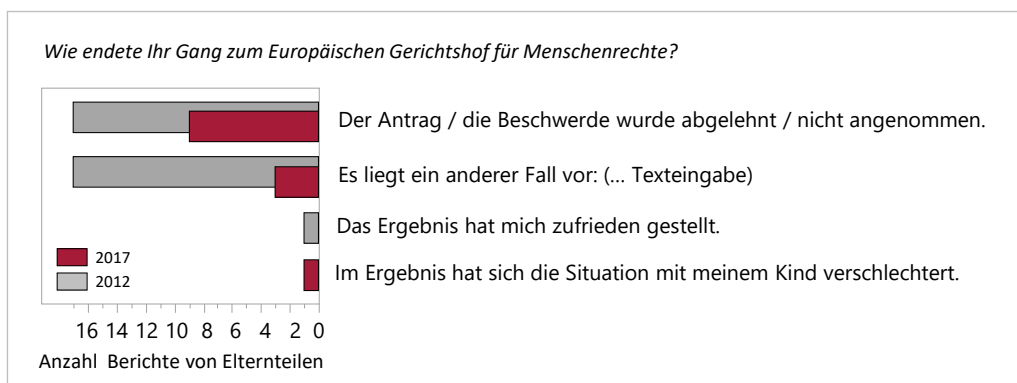 Wie endete Ihr Gang zum Europäischen Gerichtshof für Menschenrechte?
Der Antrag / die Beschwerde wurde abgelehnt / nicht angenommen.
Es liegt ein anderer Fall vor: (... Texteingabe)
Das Ergebnis hat mich zufrieden gestellt.
Im Ergebnis hat sich die Situation mit meinem Kind verschlechtert.
2017
2012
16 14 12 10 8 6 4 2 0
Anzahl Berichte von Elternteilen